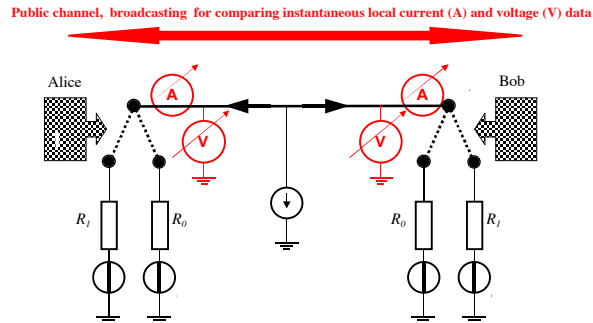 Public channel, broadcasting for comparing instantaneous local current (A) and voltage (V) data
Alice
Bob
A
A
V
V
R1
R0
R0
R1